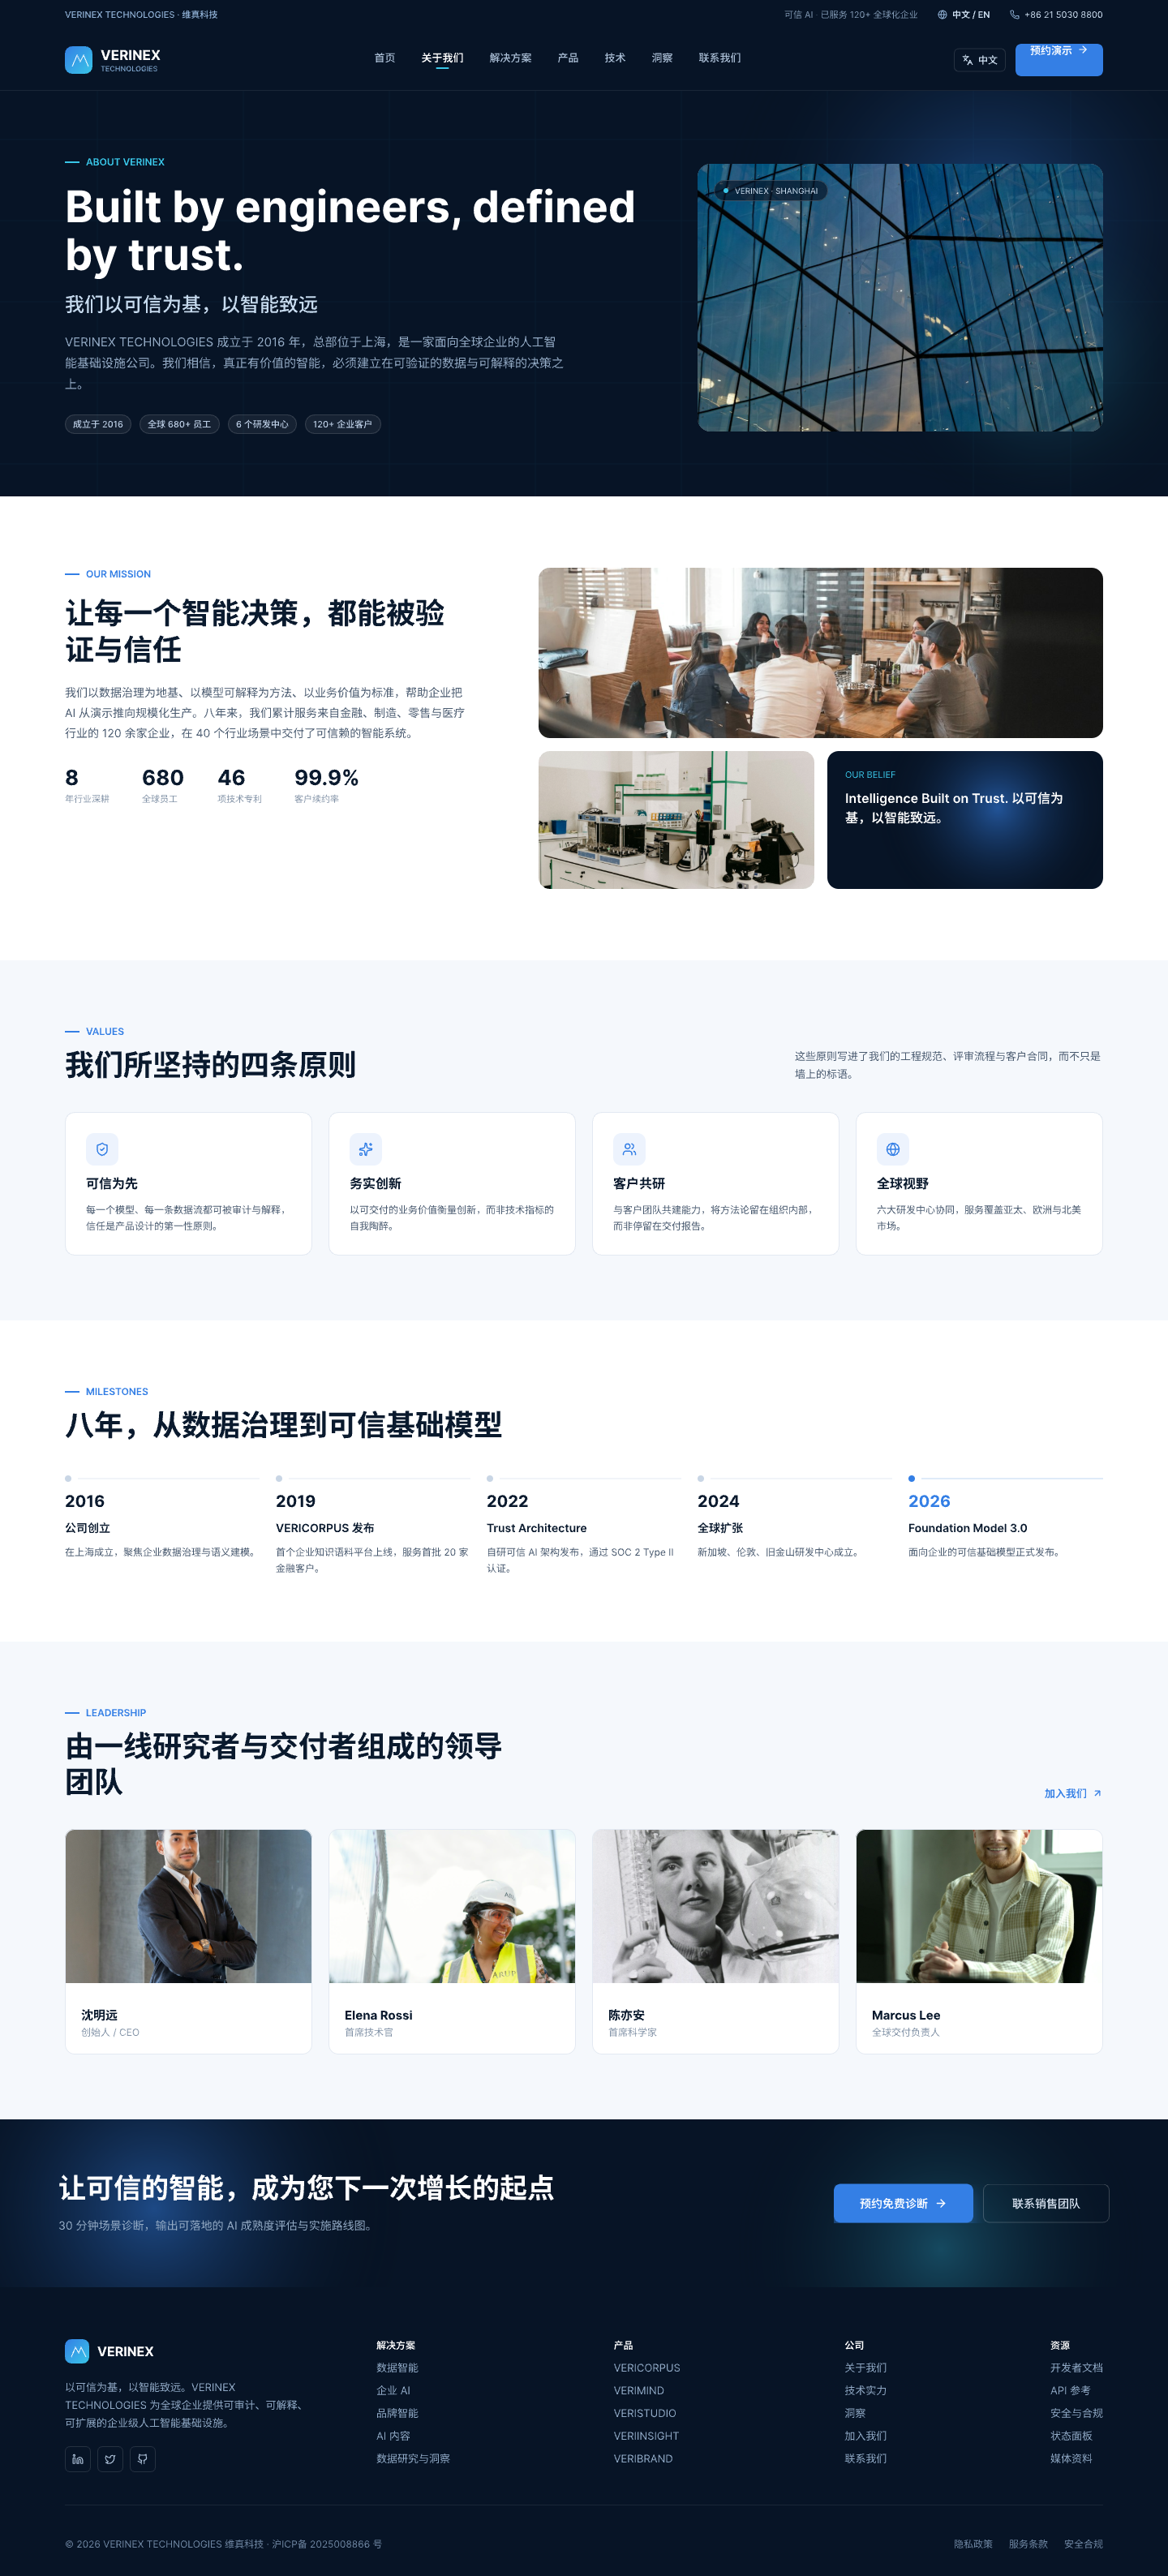 VERINEX TECHNOLOGIES · 维真科技
可信 AI · 已服务 120+ 全球化企业
中文 / EN
+86 21 5030 8800
VERINEX
TECHNOLOGIES
首页
关于我们
解决方案
产品
技术
洞察
联系我们
中文
预约演示
ABOUT VERINEX
Built by engineers, defined
by trust.
我们以可信为基，以智能致远
VERINEX TECHNOLOGIES 成立于 2016 年，总部位于上海，是一家面向全球企业的人工智
能基础设施公司。我们相信，真正有价值的智能，必须建立在可验证的数据与可解释的决策之
上。
成立于 2016
全球 680+ 员工
6 个研发中心
120+ 企业客户
VERINEX · SHANGHAI
OUR MISSION
让每一个智能决策，都能被验
证与信任
我们以数据治理为地基、以模型可解释为方法、以业务价值为标准，帮助企业把
AI 从演示推向规模化生产。八年来，我们累计服务来自金融、制造、零售与医疗
行业的 120 余家企业，在 40 个行业场景中交付了可信赖的智能系统。
8
年行业深耕
680
全球员工
46
项技术专利
99.9%
客户续约率
OUR BELIEF
Intelligence Built on Trust. 以可信为
基，以智能致远。
VALUES
我们所坚持的四条原则
这些原则写进了我们的工程规范、评审流程与客户合同，而不只是
墙上的标语。
可信为先
每一个模型、每一条数据流都可被审计与解释，
信任是产品设计的第一性原则。
务实创新
以可交付的业务价值衡量创新，而非技术指标的
自我陶醉。
客户共研
与客户团队共建能力，将方法论留在组织内部，
而非停留在交付报告。
全球视野
六大研发中心协同，服务覆盖亚太、欧洲与北美
市场。
MILESTONES
八年，从数据治理到可信基础模型
2016
公司创立
在上海成立，聚焦企业数据治理与语义建模。
2019
VERICORPUS 发布
首个企业知识语料平台上线，服务首批 20 家
金融客户。
2022
Trust Architecture
自研可信 AI 架构发布，通过 SOC 2 Type II
认证。
2024
全球扩张
新加坡、伦敦、旧金山研发中心成立。
2026
Foundation Model 3.0
面向企业的可信基础模型正式发布。
LEADERSHIP
由一线研究者与交付者组成的领导
团队
加入我们
沈明远
创始人 / CEO
Elena Rossi
首席技术官
陈亦安
首席科学家
Marcus Lee
全球交付负责人
让可信的智能，成为您下一次增长的起点
30 分钟场景诊断，输出可落地的 AI 成熟度评估与实施路线图。
预约免费诊断
联系销售团队
VERINEX
以可信为基，以智能致远。VERINEX
TECHNOLOGIES 为全球企业提供可审计、可解释、
可扩展的企业级人工智能基础设施。
解决方案
数据智能
企业 AI
品牌智能
AI 内容
数据研究与洞察
产品
VERICORPUS
VERIMIND
VERISTUDIO
VERIINSIGHT
VERIBRAND
公司
关于我们
技术实力
洞察
加入我们
联系我们
资源
开发者文档
API 参考
安全与合规
状态面板
媒体资料
© 2026 VERINEX TECHNOLOGIES 维真科技 · 沪ICP备 2025008866 号
隐私政策
服务条款
安全合规